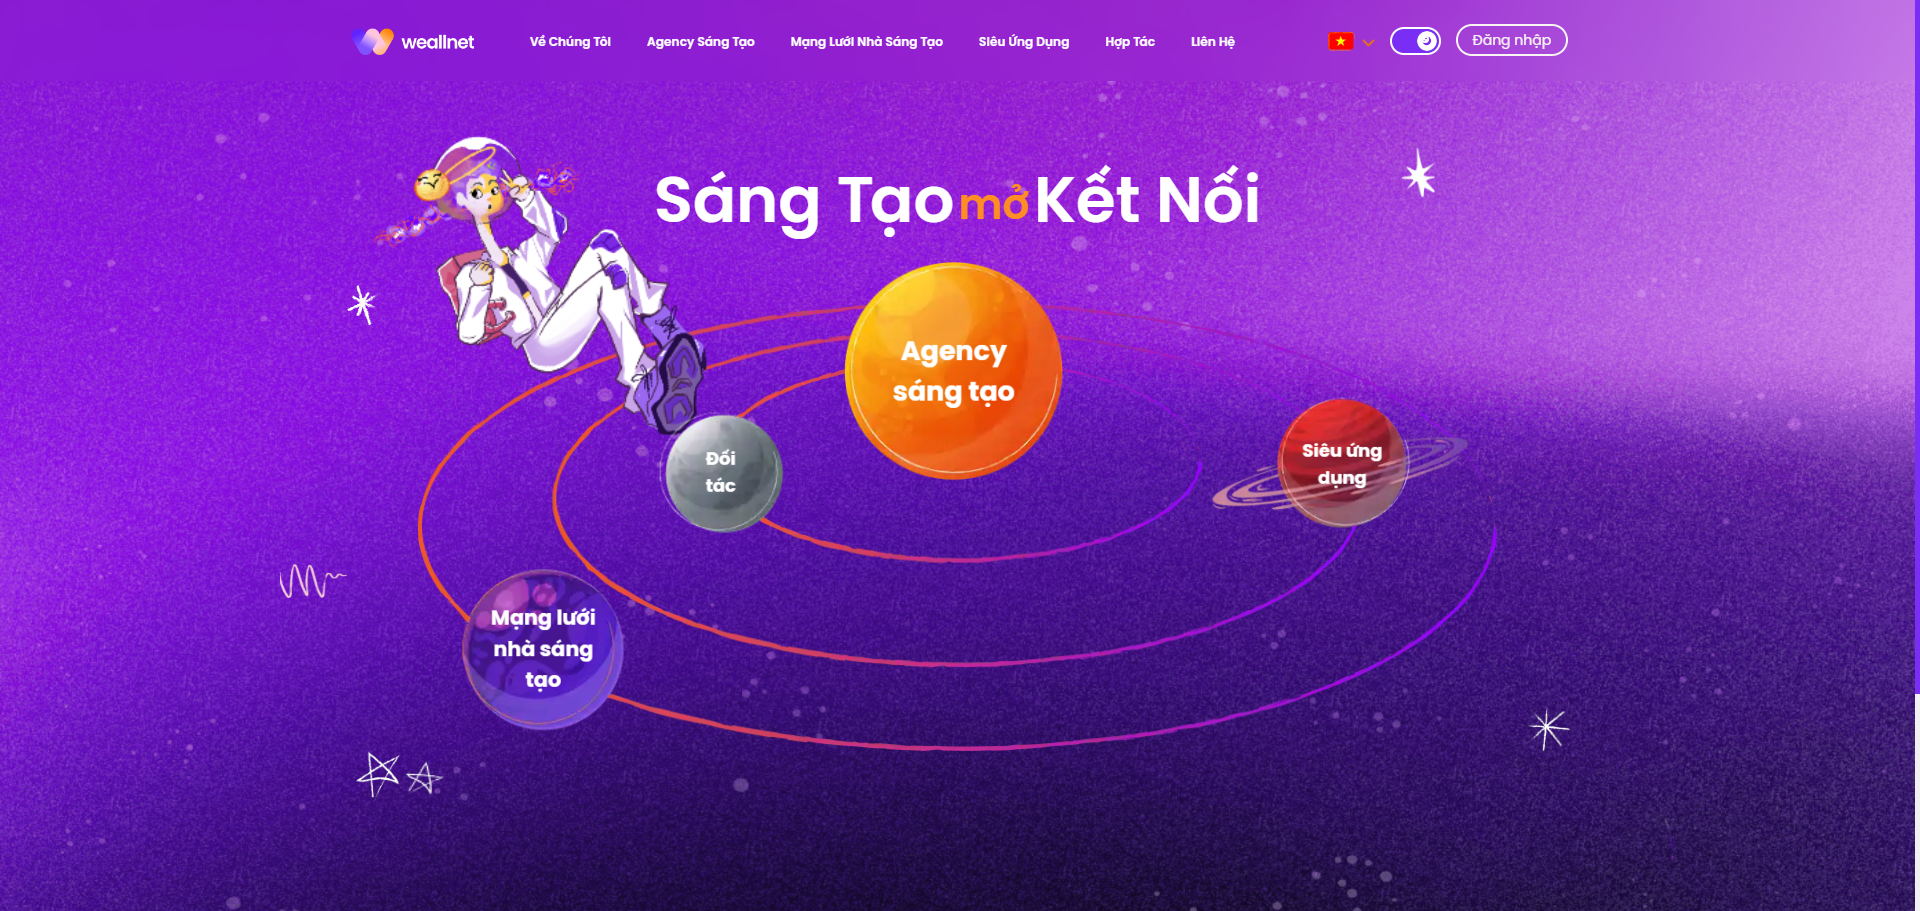 weallnet
Về Chúng Tôi
Agency Sáng Tạo
Mạng Lưới Nhà Sáng Tạo
Siêu Ứng Dụng
Hợp Tác
Liên Hệ
Đăng nhập
Sáng Tạo mở Kết Nối
Agency
sáng tạo
Đối
tác
Siêu ứng
dụng
Mạng lưới
nhà sáng
tạo